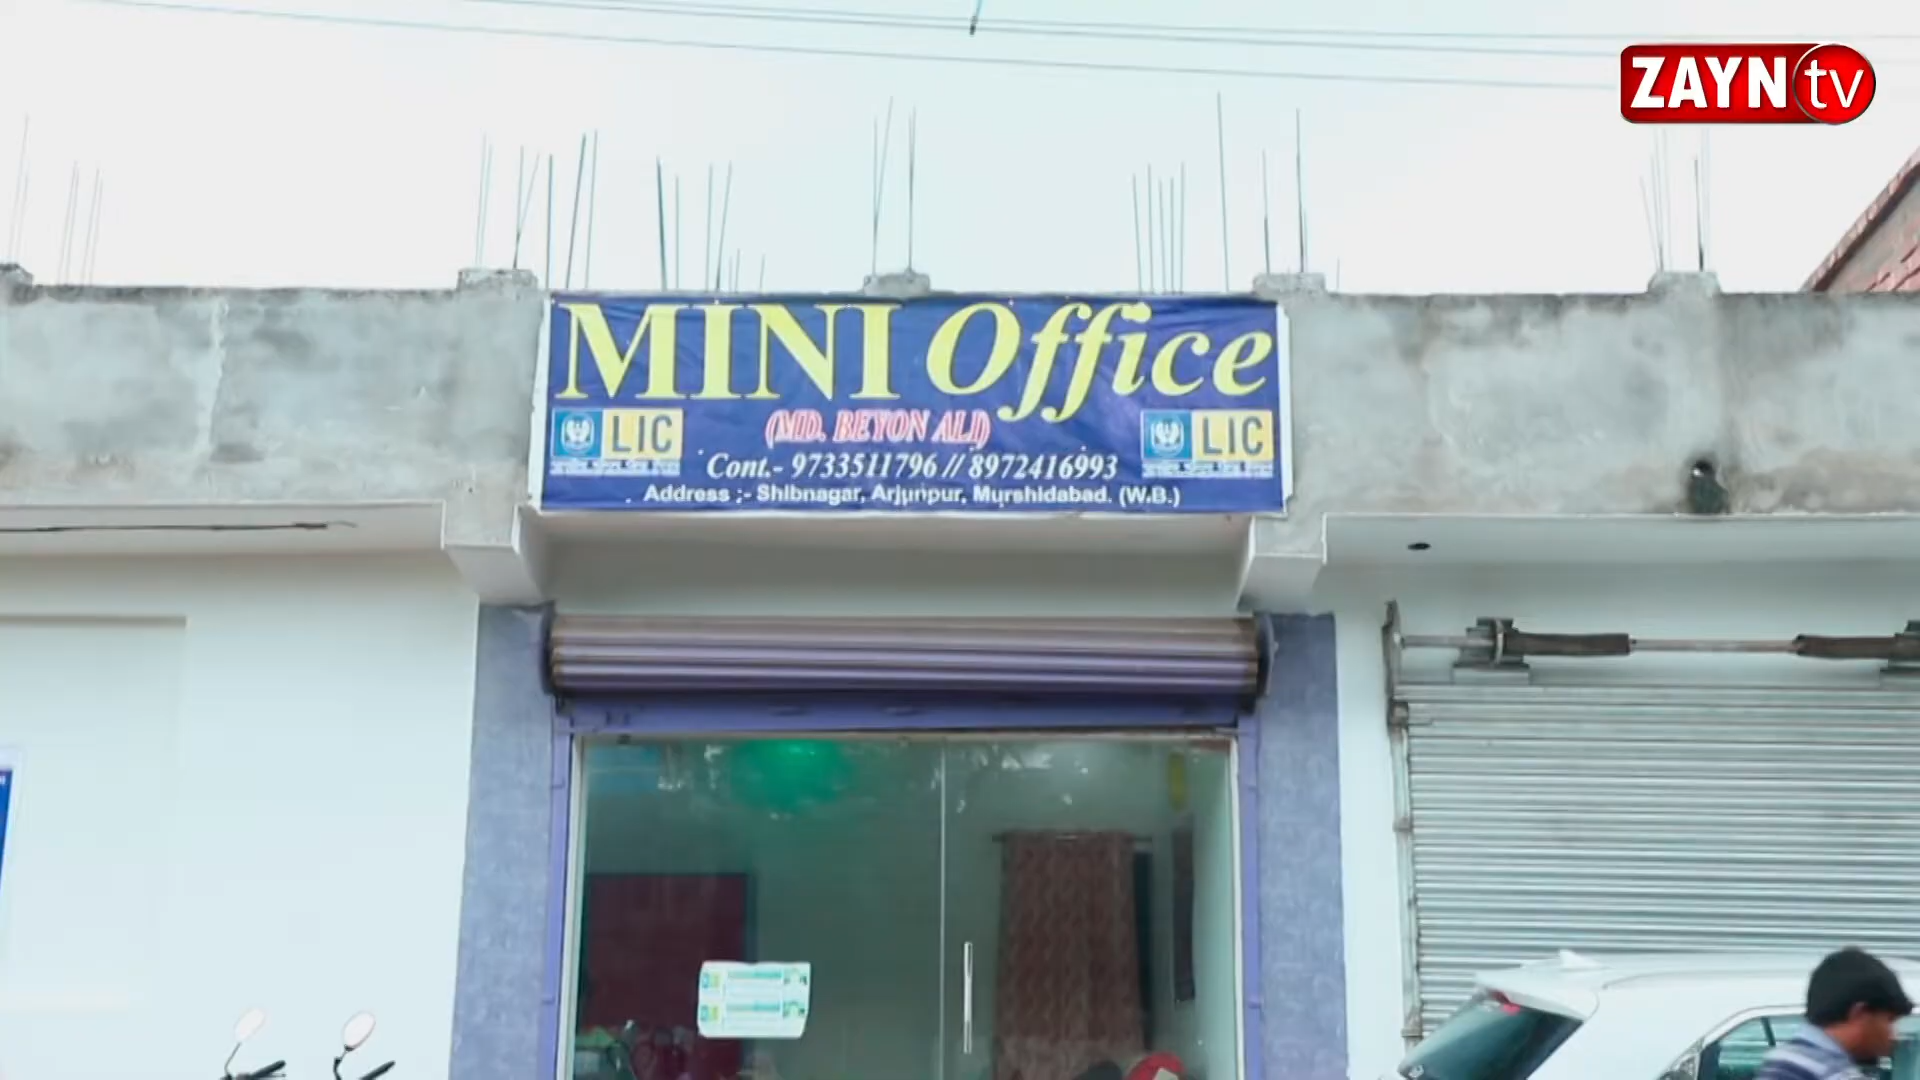 ZAYN tv
MINI Office
LIC LIC
(MD. BEYON ALI)
Cont.- 9733511796 // 8972416993
Address :- Shibnagar, Arjunpur, Murshidabad. (W.B.)